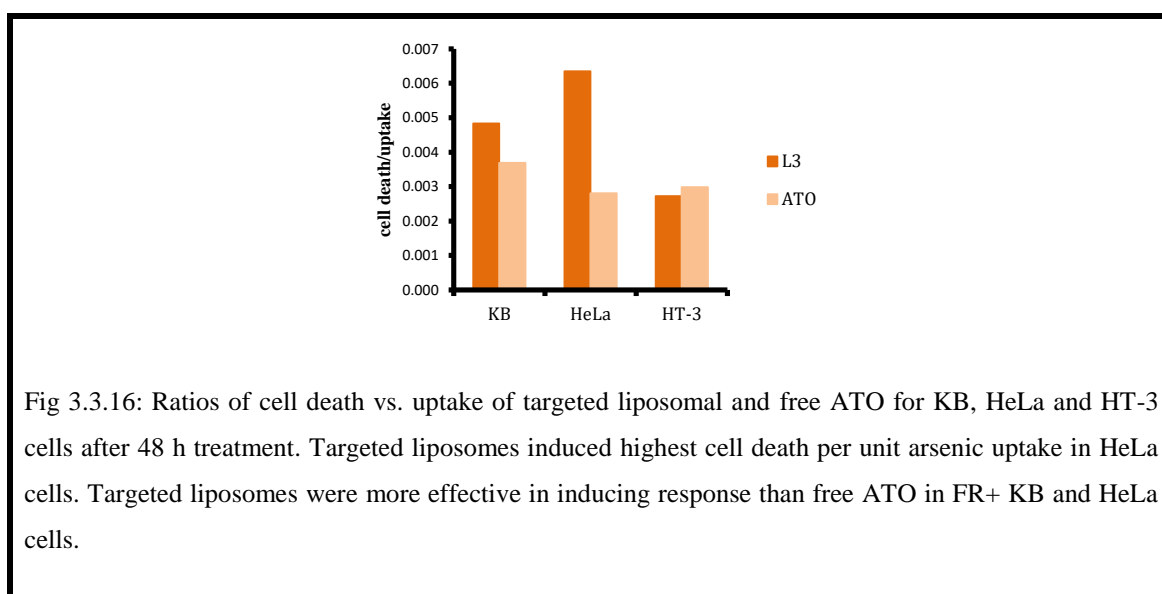 0.007
0.006
0.005
0.004
0.003
0.002
0.001
0.000
cell death/uptake
KB
HeLa
HT-3
L3
ATO
Fig 3.3.16: Ratios of cell death vs. uptake of targeted liposomal and free ATO for KB, HeLa and HT-3
cells after 48 h treatment. Targeted liposomes induced highest cell death per unit arsenic uptake in HeLa
cells. Targeted liposomes were more effective in inducing response than free ATO in FR+ KB and HeLa
cells.